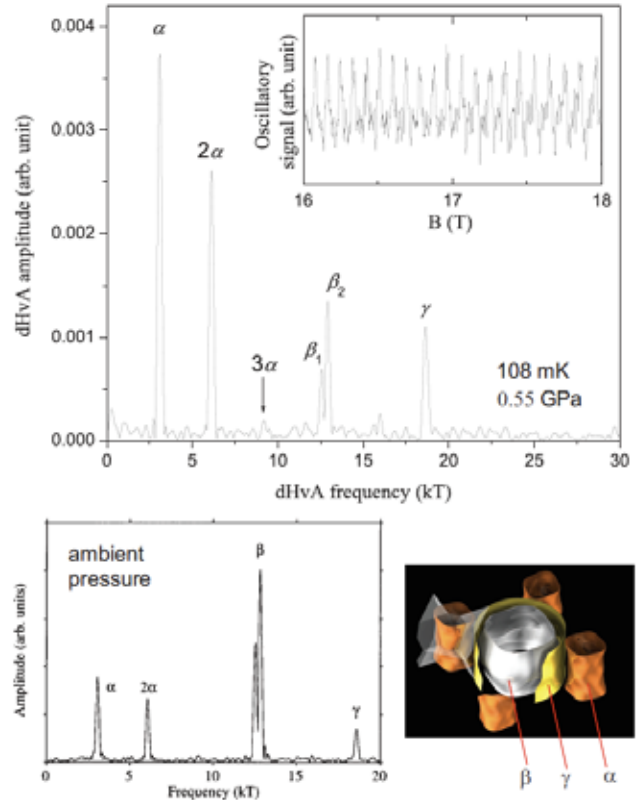 0.004
0.003
0.002
0.001
0.000
dHvA amplitude (arb. unit)
α
2α
3α
β1
β2
γ
108 mK
0.55 GPa
0 5 10 15 20 25 30
dHvA frequency (kT)
Oscillatory
signal (arb. unit)
16 17 18
B (T)
ambient
pressure
Amplitude (arb. units)
α
2α
β
γ
0 5 10 15 20
Frequency (kT)
β γ α